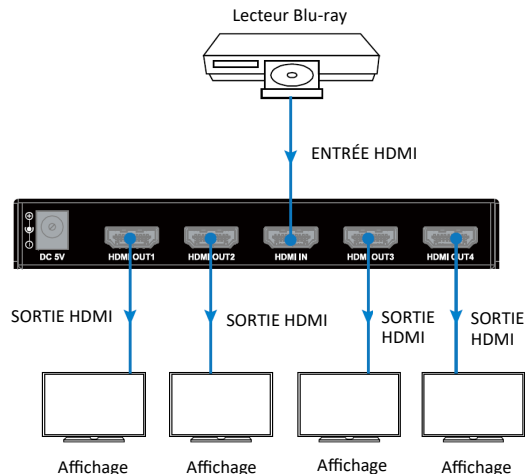 Lecteur Blu-ray
ENTRÉE HDMI
DC 5V
HDMI OUT1
HDMI OUT2
HDMI IN
HDMI OUT3
HDMI OUT4
SORTIE HDMI
SORTIE HDMI
SORTIE
HDMI
SORTIE
HDMI
Affichage
Affichage
Affichage
Affichage